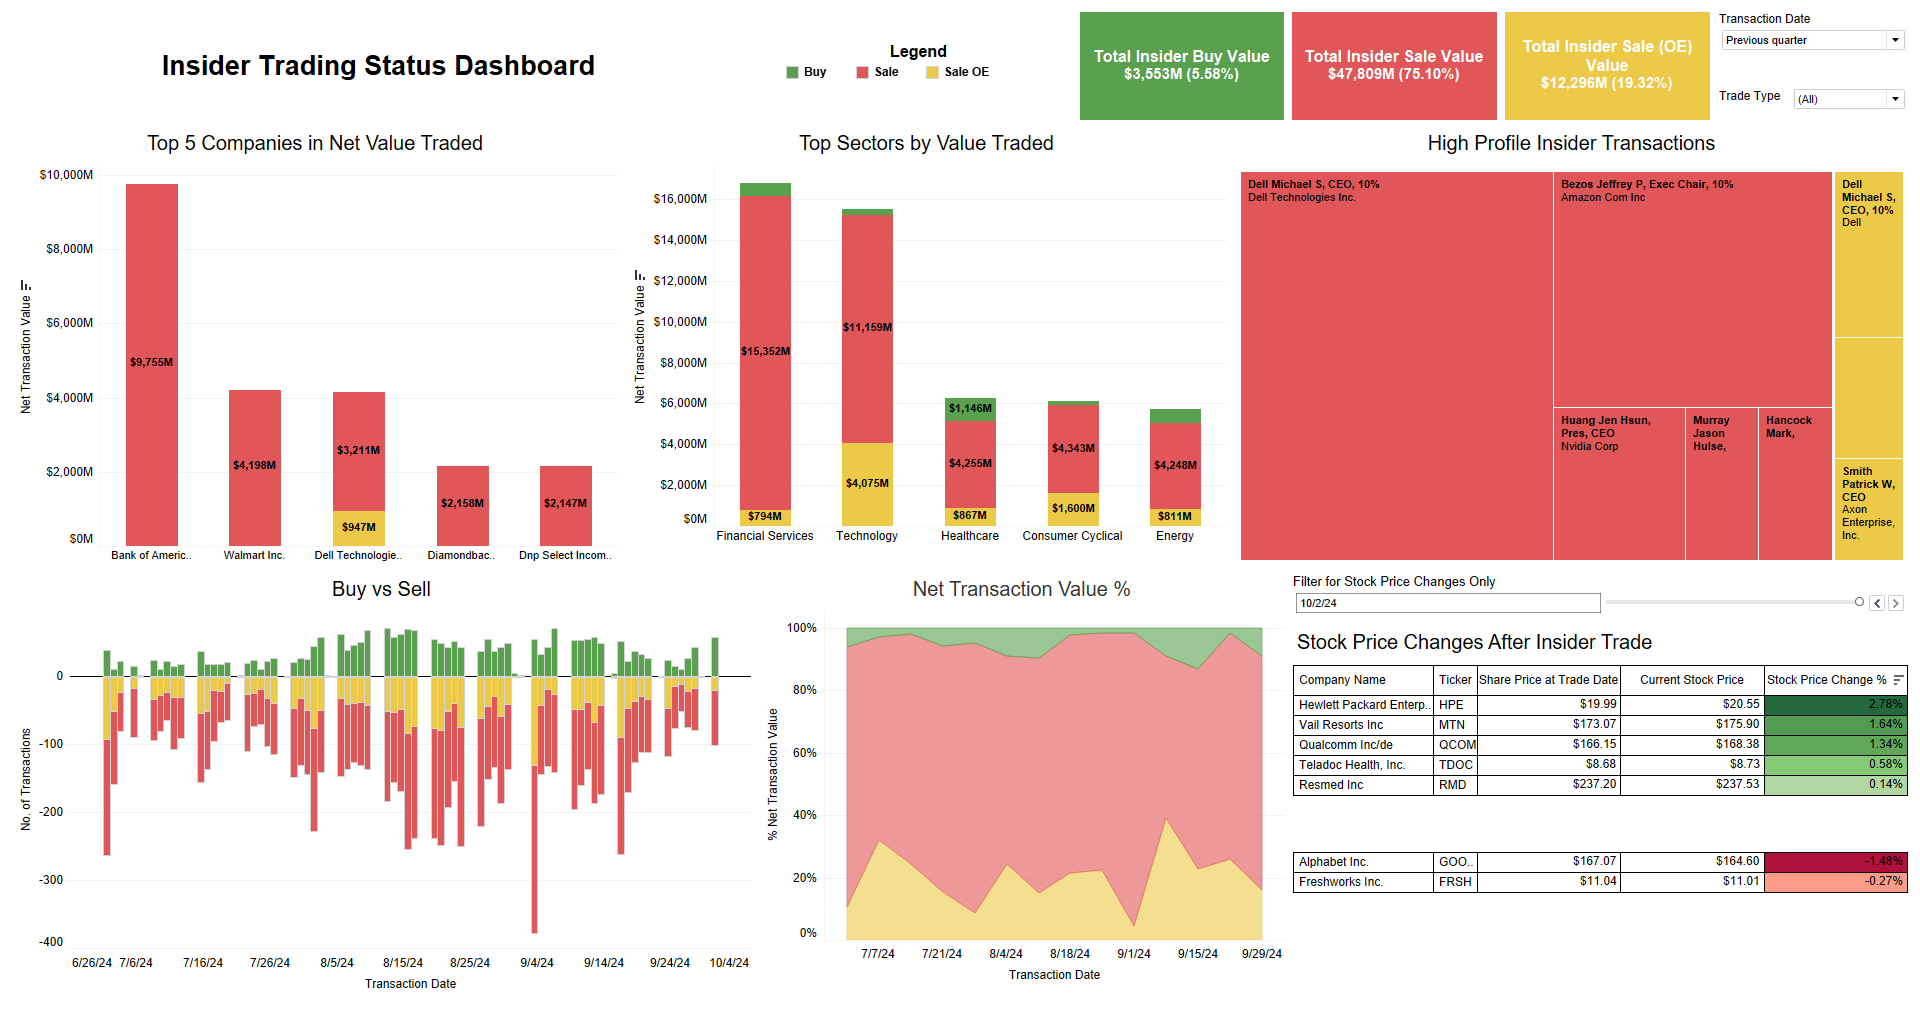 Insider Trading Status Dashboard
Legend
Buy
Sale
Sale OE
Total Insider Buy Value
$3,553M (5.58%)
Total Insider Sale Value
$47,809M (75.10%)
Total Insider Sale (OE)
Value
$12,296M (19.32%)
Transaction Date
Previous quarter
Trade Type
(All)
Top 5 Companies in Net Value Traded
Net Transaction Value
$10,000M
$8,000M
$6,000M
$4,000M
$2,000M
$0M
$9,755M
$4,198M
$3,211M
$947M
$2,158M
$2,147M
Bank of Americ..
Walmart Inc.
Dell Technologie..
Diamondbac..
Dnp Select Incom..
Top Sectors by Value Traded
Net Transaction Value
$16,000M
$14,000M
$12,000M
$10,000M
$8,000M
$6,000M
$4,000M
$2,000M
$0M
$15,352M
$794M
$11,159M
$4,075M
$1,146M
$4,255M
$867M
$4,343M
$1,600M
$4,248M
$811M
Financial Services
Technology
Healthcare
Consumer Cyclical
Energy
High Profile Insider Transactions
Dell Michael S, CEO, 10%
Dell Technologies Inc.
Bezos Jeffrey P, Exec Chair, 10%
Amazon Com Inc
Huang Jen Hsun,
Pres, CEO
Nvidia Corp
Murray
Jason
Hulse,
Hancock
Mark,
Dell
Michael S,
CEO, 10%
Dell
Smith
Patrick W,
CEO
Axon
Enterprise,
Inc.
Buy vs Sell
No. of Transactions
0
-100
-200
-300
-400
6/26/24
7/6/24
7/16/24
7/26/24
8/5/24
8/15/24
8/25/24
9/4/24
9/14/24
9/24/24
10/4/24
Transaction Date
Net Transaction Value %
% Net Transaction Value
100%
80%
60%
40%
20%
0%
7/7/24
7/21/24
8/4/24
8/18/24
9/1/24
9/15/24
9/29/24
Transaction Date
Filter for Stock Price Changes Only
10/2/24
Stock Price Changes After Insider Trade
Company Name Ticker Share Price at Trade Date Current Stock Price Stock Price Change %
Hewlett Packard Enterp.. HPE $19.99 $20.55 2.78%
Vail Resorts Inc MTN $173.07 $175.90 1.64%
Qualcomm Inc/de QCOM $166.15 $168.38 1.34%
Teladoc Health, Inc. TDOC $8.68 $8.73 0.58%
Resmed Inc RMD $237.20 $237.53 0.14%
Alphabet Inc. GOO.. $167.07 $164.60 -1.48%
Freshworks Inc. FRSH $11.04 $11.01 -0.27%